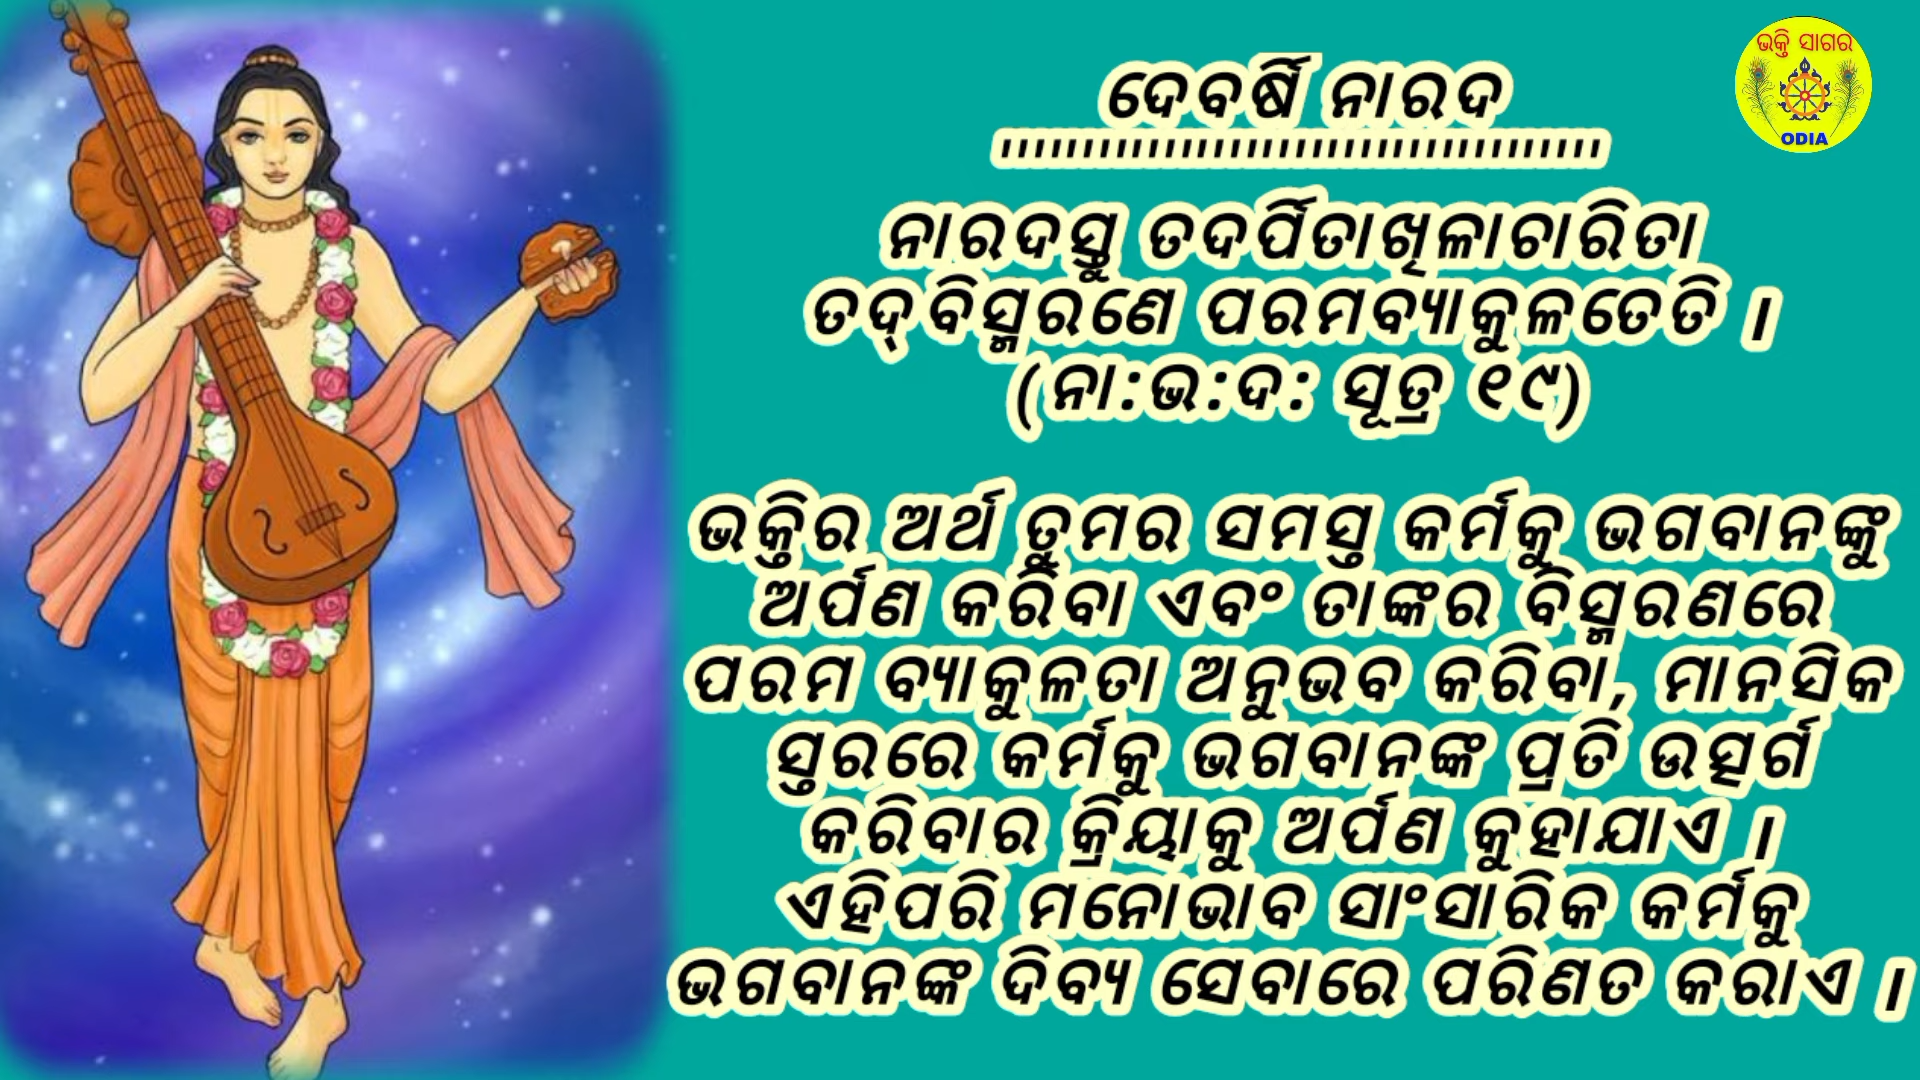 ଭକ୍ତି ସାଗର
ODIA
ଦେବର୍ଷି ନାରଦ
''''''''''''''''''''''''''''''''''''''
ନାରଦସ୍ତୁ ତଦର୍ପିତାଖିଳାଚାରିତା
ତଦ୍‌ବିସ୍ମରଣେ ପରମବ୍ୟାକୁଳତେତି ।
(ନା:ଭ:ଦ: ସୂତ୍ର ୧୯)
ଭକ୍ତିର ଅର୍ଥ ତୁମର ସମସ୍ତ କର୍ମକୁ ଭଗବାନଙ୍କୁ
ଅର୍ପଣ କରିବା ଏବଂ ତାଙ୍କର ବିସ୍ମରଣରେ
ପରମ ବ୍ୟାକୁଳତା ଅନୁଭବ କରିବା, ମାନସିକ
ସ୍ତରରେ କର୍ମକୁ ଭଗବାନଙ୍କ ପ୍ରତି ଉତ୍ସର୍ଗ
କରିବାର କ୍ରିୟାକୁ ଅର୍ପଣ କୁହାଯାଏ ।
ଏହିପରି ମନୋଭାବ ସାଂସାରିକ କର୍ମକୁ
ଭଗବାନଙ୍କ ଦିବ୍ୟ ସେବାରେ ପରିଣତ କରାଏ ।